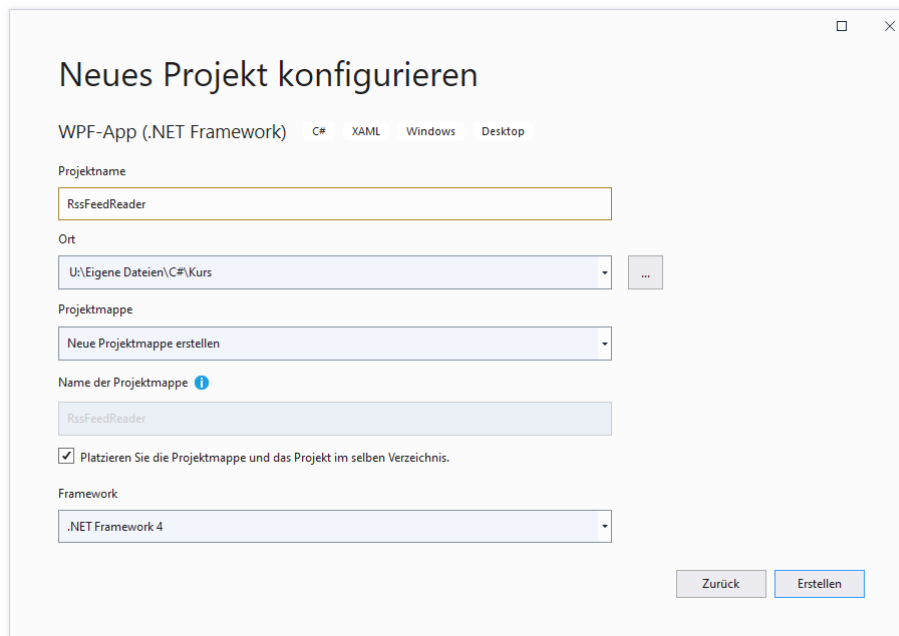 Neues Projekt konfigurieren
WPF-App (.NET Framework) C# XAML Windows Desktop
Projektname
RssFeedReader
Ort
U:\Eigene Dateien\C#\Kurs
...
Projektmappe
Neue Projektmappe erstellen
Name der Projektmappe
RssFeedReader
Platzieren Sie die Projektmappe und das Projekt im selben Verzeichnis.
Framework
.NET Framework 4
Zurück Erstellen